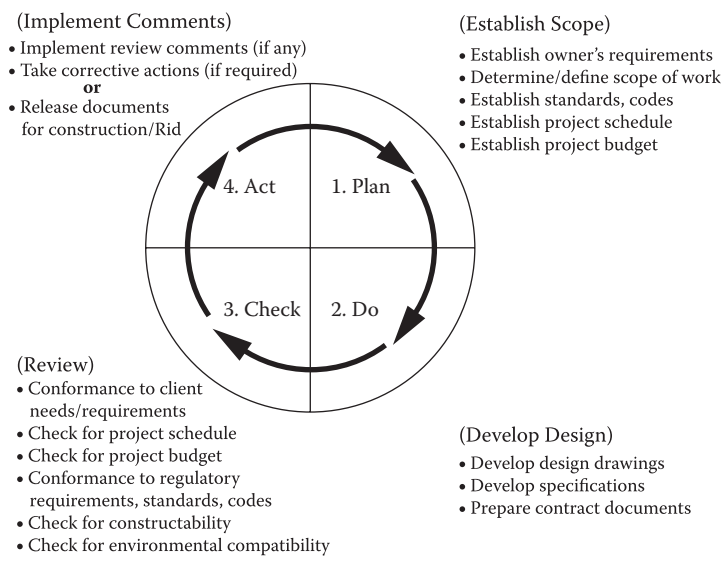 (Implement Comments)
• Implement review comments (if any)
• Take corrective actions (if required)
or
• Release documents
for construction/Rid
(Establish Scope)
• Establish owner’s requirements
• Determine/define scope of work
• Establish standards, codes
• Establish project schedule
• Establish project budget
4. Act
1. Plan
3. Check
2. Do
(Review)
• Conformance to client
needs/requirements
• Check for project schedule
• Check for project budget
• Conformance to regulatory
requirements, standards, codes
• Check for constructability
• Check for environmental compatibility
(Develop Design)
• Develop design drawings
• Develop specifications
• Prepare contract documents